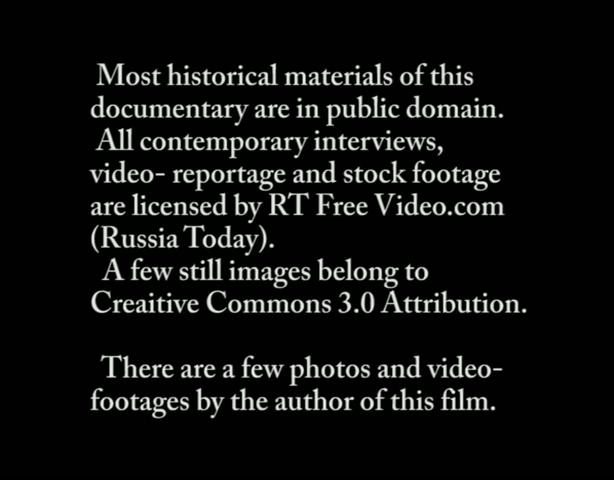 Most historical materials of this
documentary are in public domain.
All contemporary interviews,
video- reportage and stock footage
are licensed by RT Free Video.com
(Russia Today).
A few still images belong to
Creaitive Commons 3.0 Attribution.
There are a few photos and video-
footages by the author of this film.